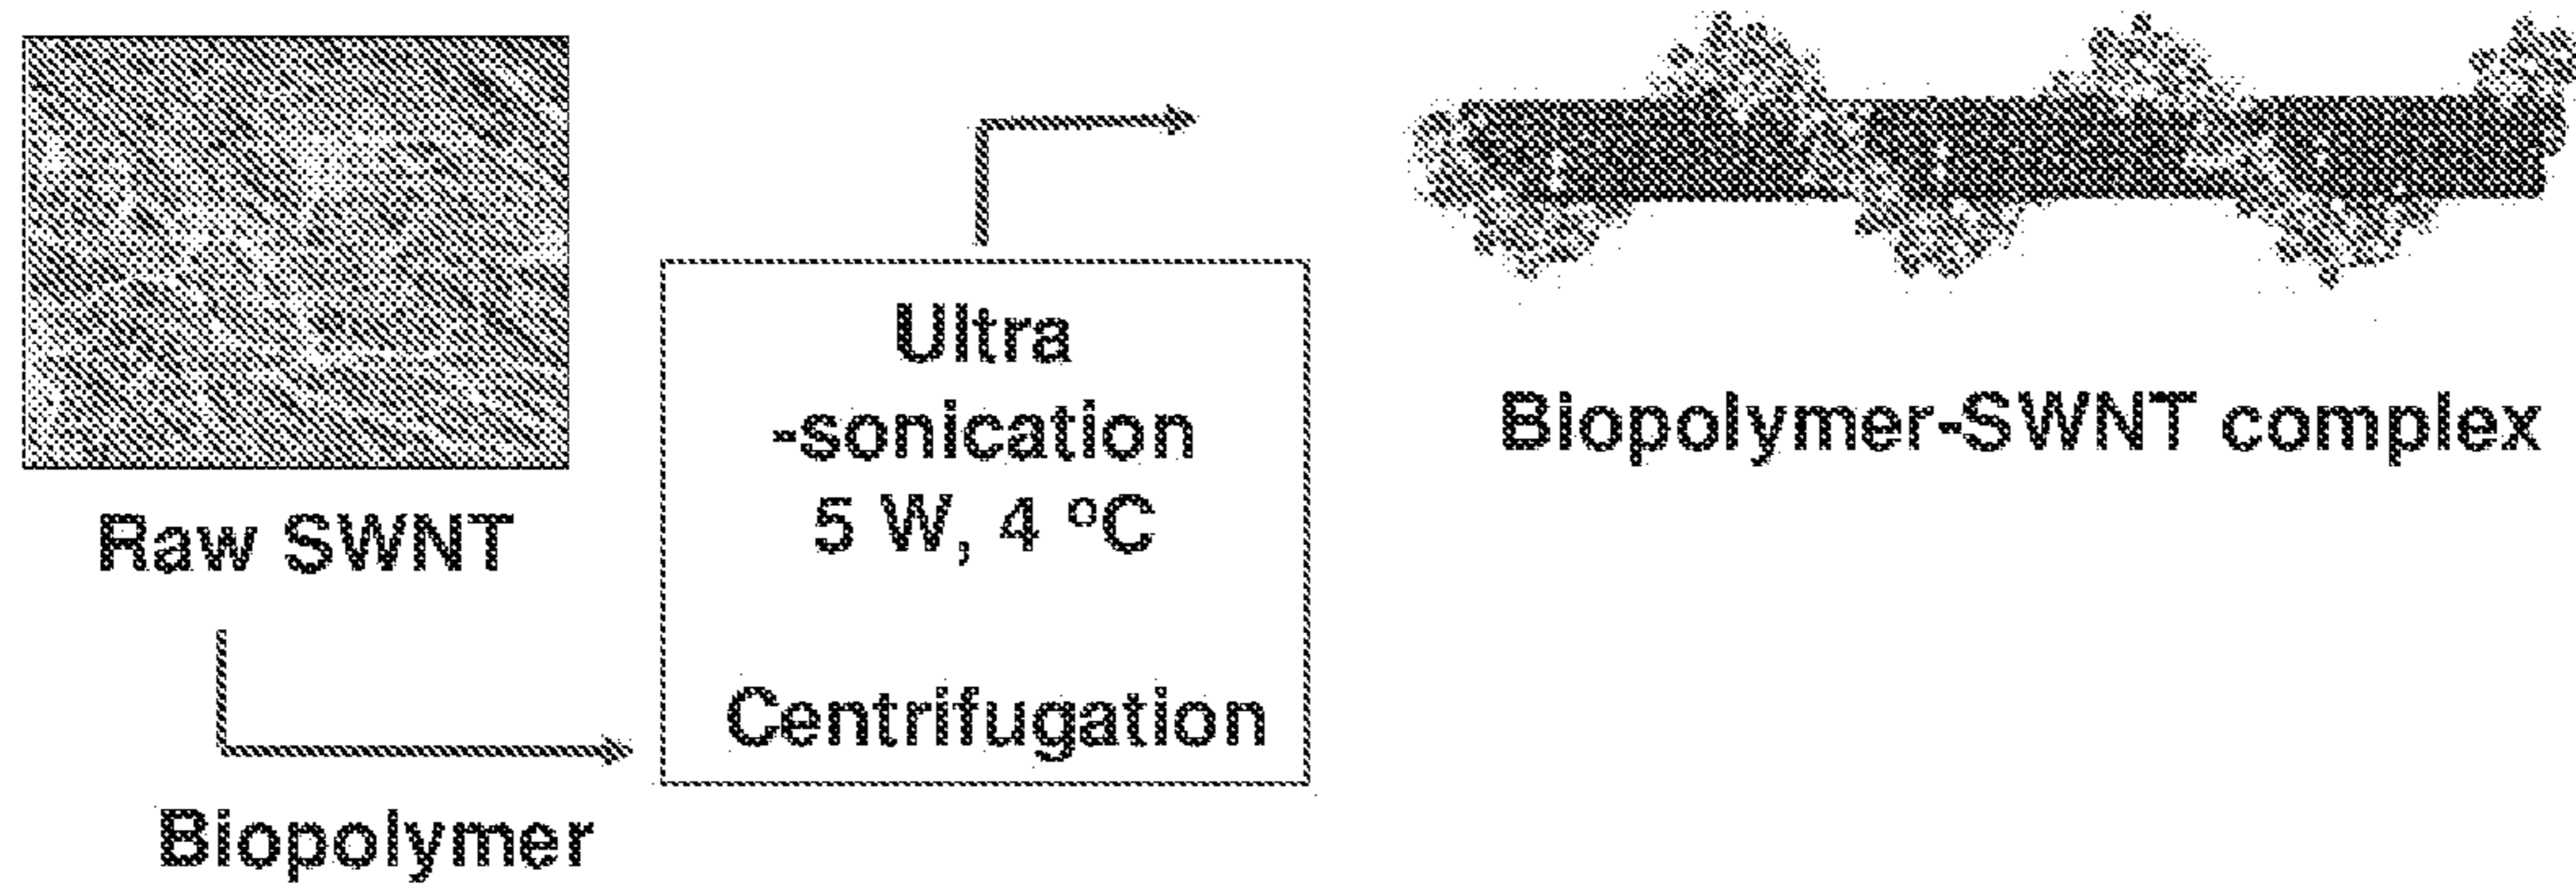 Raw SWNT
Biopolymer
Ultra
-sonication
5 W, 4 °C
Centrifugation
Biopolymer-SWNT complex